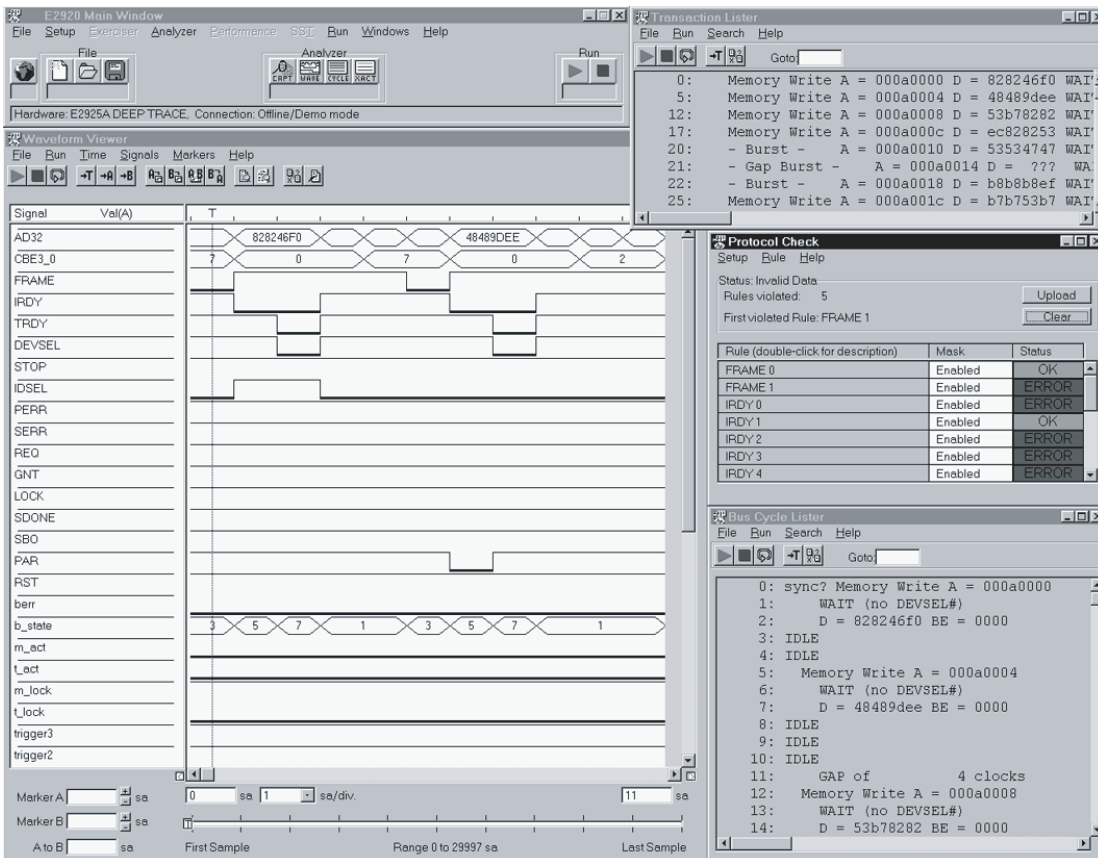 E2920 Main Window
File Setup Exerciser Analyzer Performance SST Run Windows Help
File
Analyzer
Run
CAPT WAVE CYCLE XACT
Hardware: E2925A DEEP TRACE, Connection: Offline/Demo mode
Waveform Viewer
File Run Time Signals Markers Help
Signal Val(A)
T
AD32 828246F0 48489DEE
CBE3_0 7 0 7 0 2
FRAME
IRDY
TRDY
DEVSEL
STOP
IDSEL
PERR
SERR
REQ
GNT
LOCK
SDONE
SBO
PAR
RST
berr
b_state 3 5 7 1 3 5 7 1
m_act
t_act
m_lock
t_lock
trigger3
trigger2
Marker A sa 0 sa 1 sa/div. 11 sa
Marker B sa
A to B sa First Sample Range 0 to 29997 sa Last Sample
Transaction Lister
File Run Search Help
Goto:
0: Memory Write A = 000a0000 D = 828246f0 WAI
5: Memory Write A = 000a0004 D = 48489dee WAI
12: Memory Write A = 000a0008 D = 53b78282 WAI
17: Memory Write A = 000a000c D = ec828253 WAI
20: - Burst - A = 000a0010 D = 53534747 WAI
21: - Gap Burst - A = 000a0014 D = ??? WA
22: - Burst - A = 000a0018 D = b8b8b8ef WAI
25: Memory Write A = 000a001c D = b7b753b7 WAI
Protocol Check
Setup Rule Help
Status: Invalid Data
Rules violated: 5 Upload
First violated Rule: FRAME 1 Clear
Rule (double-click for description) Mask Status
FRAME 0 Enabled OK
FRAME 1 Enabled ERROR
IRDY 0 Enabled ERROR
IRDY 1 Enabled OK
IRDY 2 Enabled ERROR
IRDY 3 Enabled ERROR
IRDY 4 Enabled ERROR
Bus Cycle Lister
File Run Search Help
Goto:
0: sync? Memory Write A = 000a0000
1: WAIT (no DEVSEL#)
2: D = 828246f0 BE = 0000
3: IDLE
4: IDLE
5: Memory Write A = 000a0004
6: WAIT (no DEVSEL#)
7: D = 48489dee BE = 0000
8: IDLE
9: IDLE
10: IDLE
11: GAP of 4 clocks
12: Memory Write A = 000a0008
13: WAIT (no DEVSEL#)
14: D = 53b78282 BE = 0000